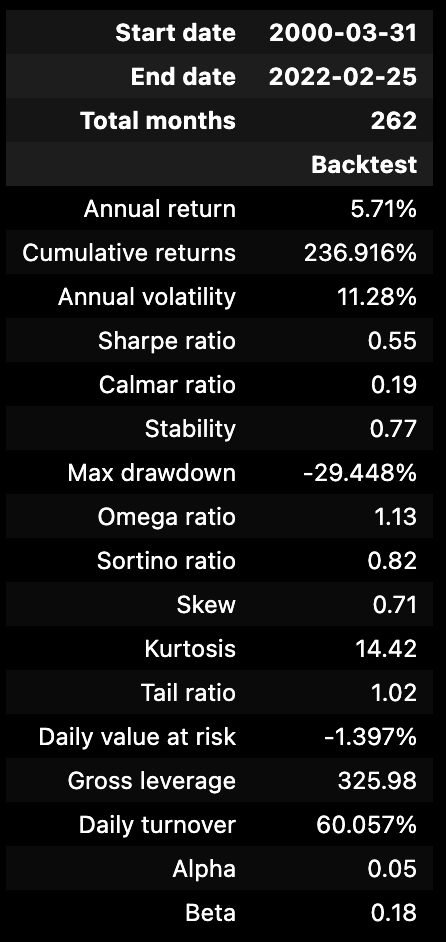 Start date 2000-03-31
End date 2022-02-25
Total months 262
Backtest
Annual return 5.71%
Cumulative returns 236.916%
Annual volatility 11.28%
Sharpe ratio 0.55
Calmar ratio 0.19
Stability 0.77
Max drawdown -29.448%
Omega ratio 1.13
Sortino ratio 0.82
Skew 0.71
Kurtosis 14.42
Tail ratio 1.02
Daily value at risk -1.397%
Gross leverage 325.98
Daily turnover 60.057%
Alpha 0.05
Beta 0.18